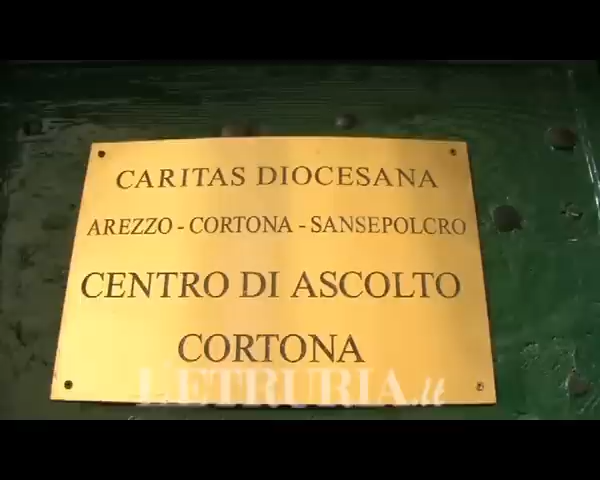 CARITAS DIOCESANA
AREZZO - CORTONA - SANSEPOLCRO
CENTRO DI ASCOLTO
CORTONA
L'ETRURIA.it